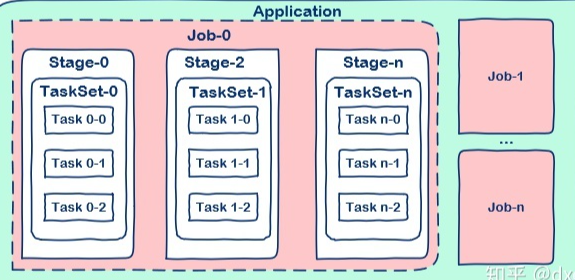 Application
Job-0
Stage-0
TaskSet-0
Task 0-0
Task 0-1
Task 0-2
Stage-2
TaskSet-1
Task 1-0
Task 1-1
Task 1-2
Stage-n
TaskSet-n
Task n-0
Task n-1
Task n-2
Job-1
...
Job-n
知乎 @dx